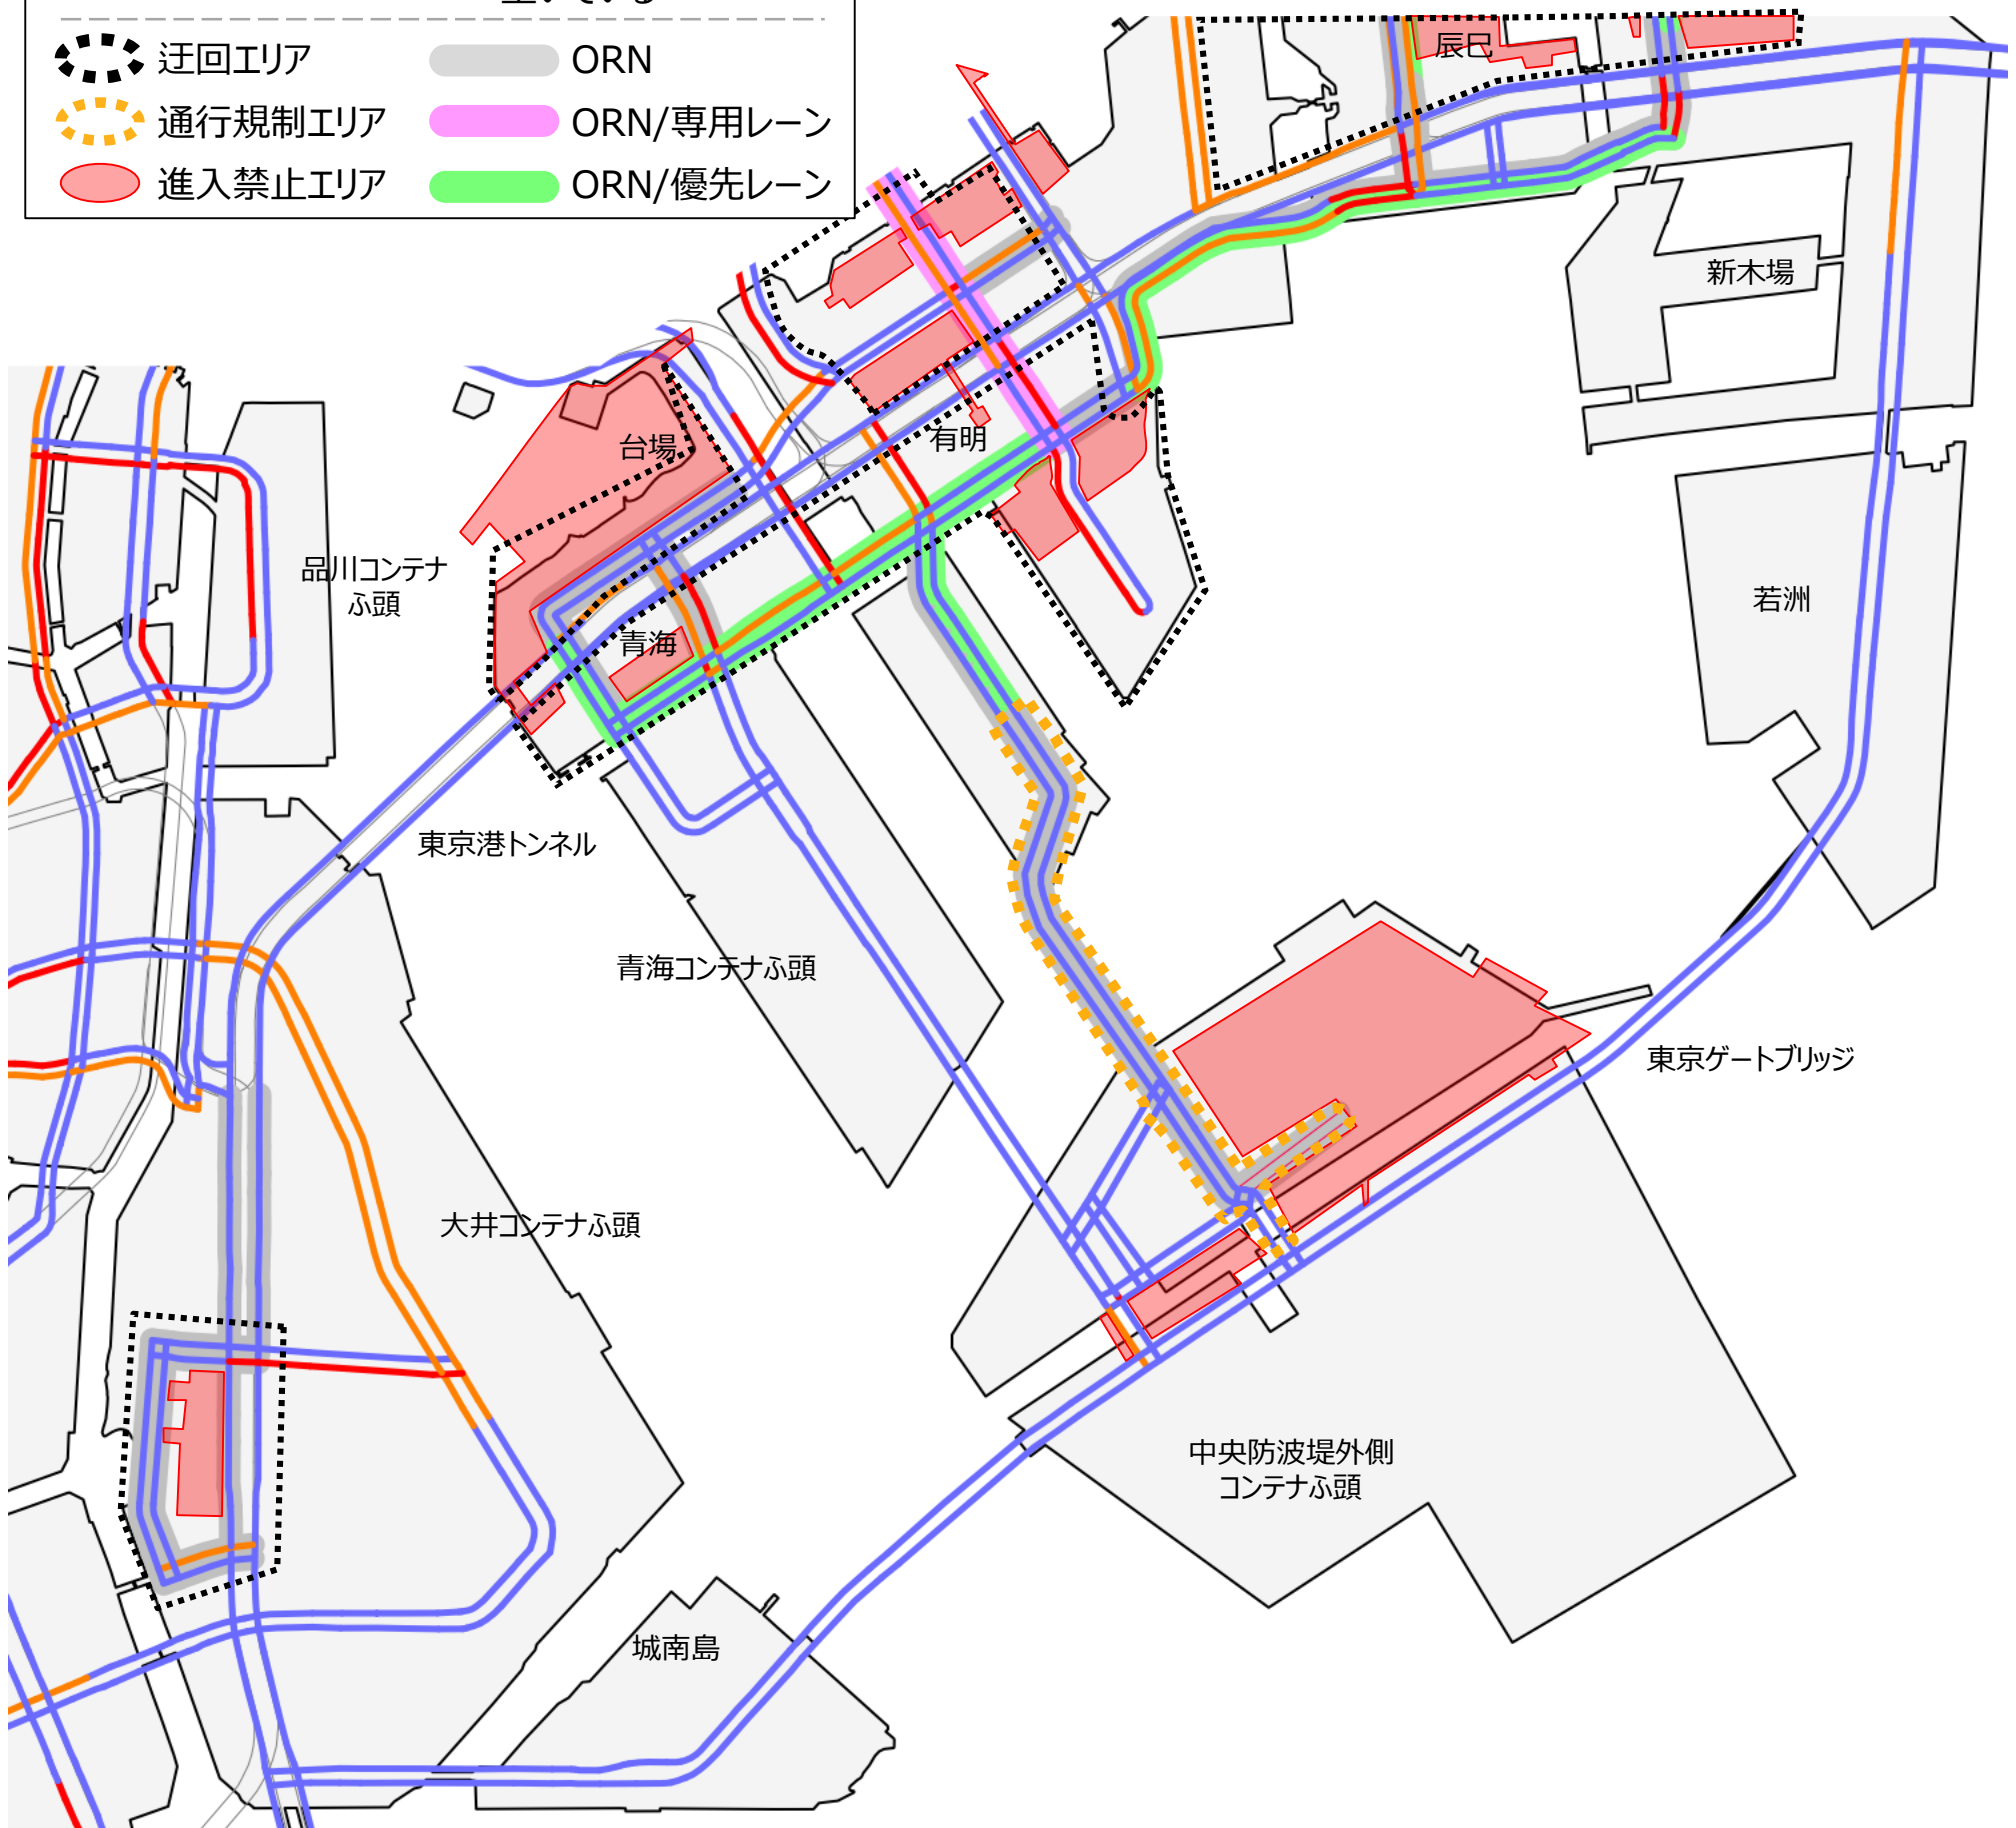 空いている
迂回エリア
ORN
通行規制エリア
ORN/専用レーン
進入禁止エリア
ORN/優先レーン
辰巳
新木場
台場
有明
品川コンテナ
ふ頭
青海
若洲
東京港トンネル
青海コンテナふ頭
東京ゲートブリッジ
大井コンテナふ頭
中央防波堤外側
コンテナふ頭
城南島